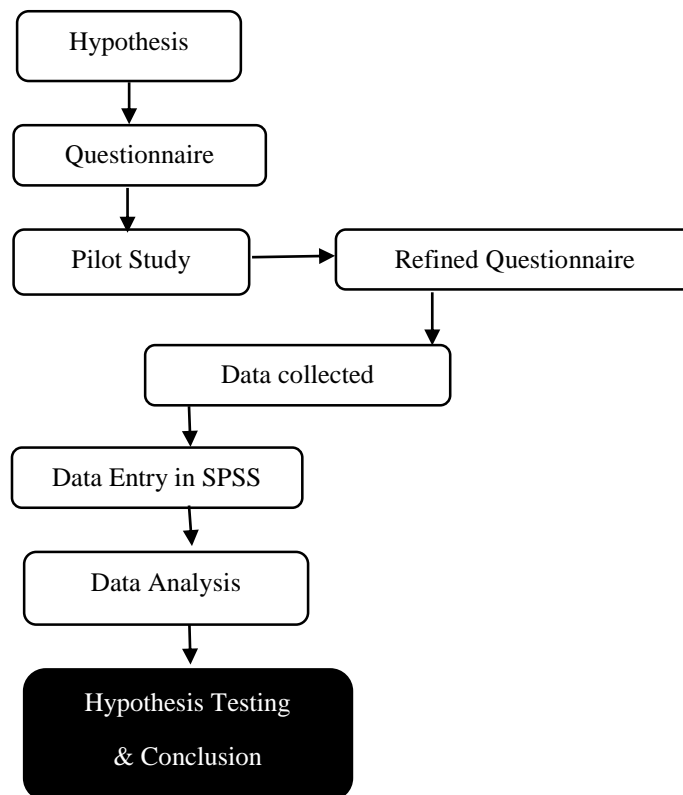 Hypothesis
Questionnaire
Pilot Study
Refined Questionnaire
Data collected
Data Entry in SPSS
Data Analysis
Hypothesis Testing
& Conclusion